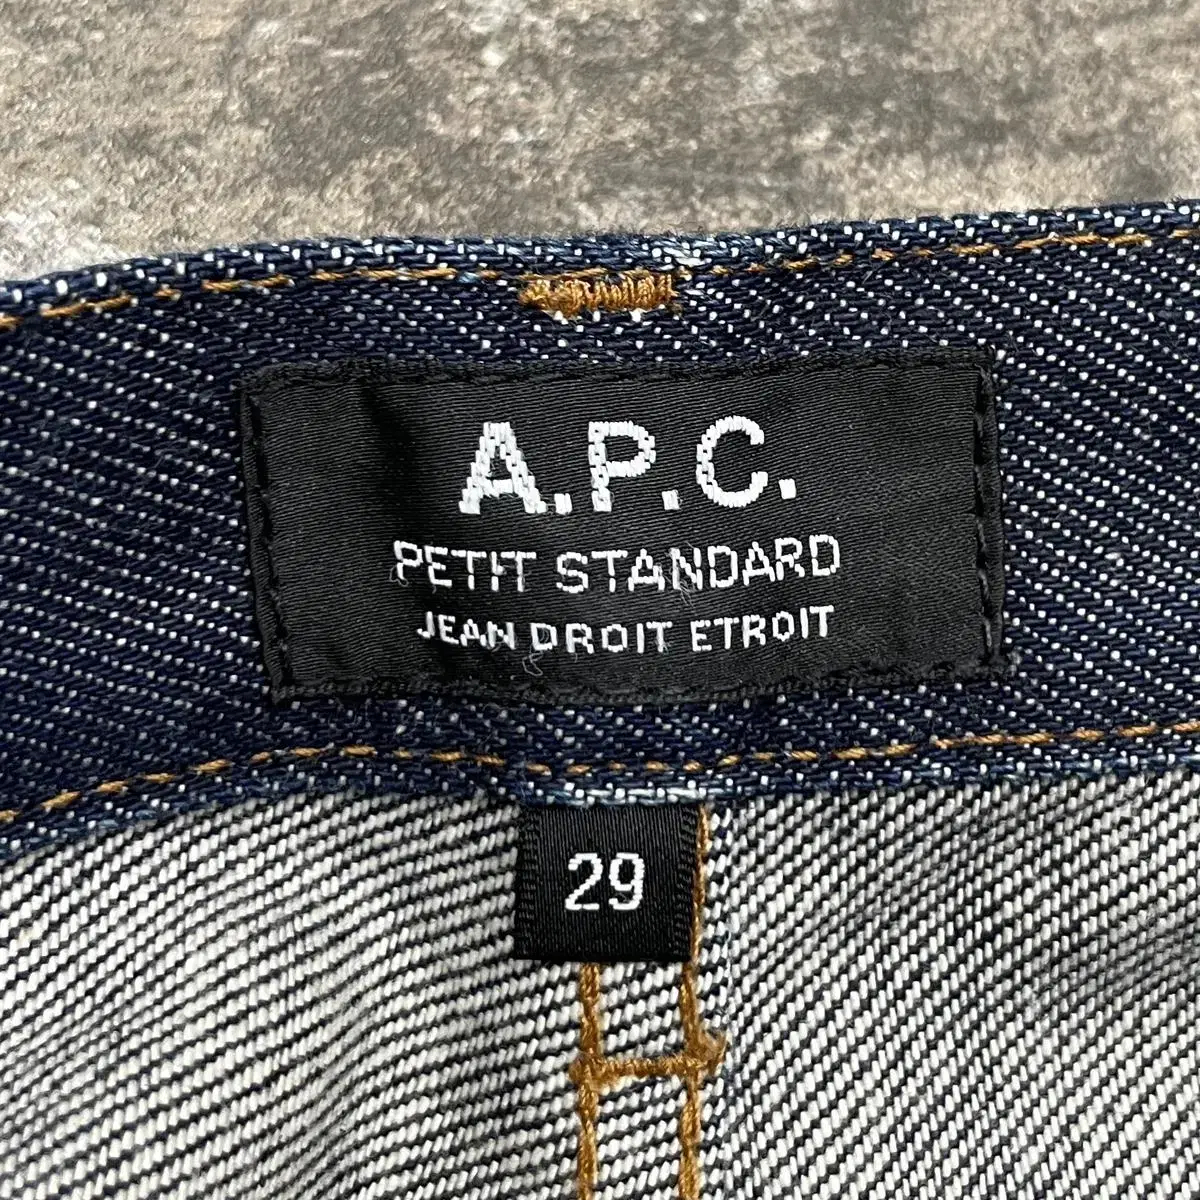 A.P.C.
PETIT STANDARD
JEAN DROIT ETROIT
29